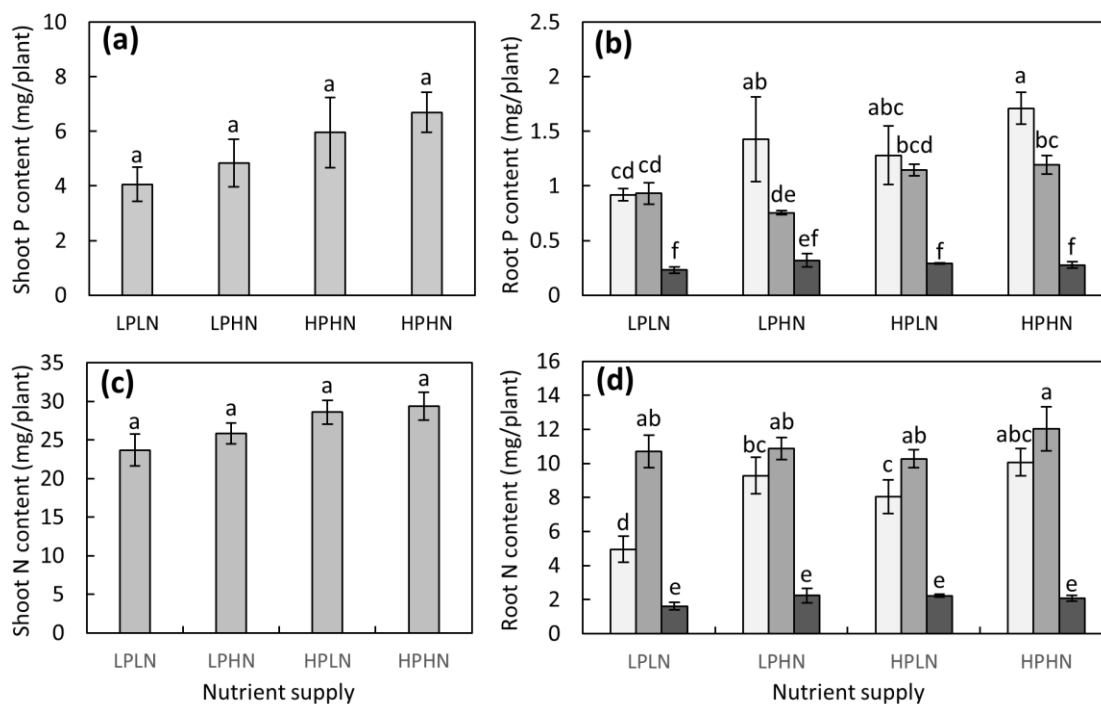 (a)
Shoot P content (mg/plant)
10
8
6
4
2
0
a
a
a
a
LPLN LPHN HPLN HPHN
(b)
Root P content (mg/plant)
2.5
2
1.5
1
0.5
0
cd cd f
ab de ef
abc bcd f
a bc f
LPLN LPHN HPLN HPHN
(c)
Shoot N content (mg/plant)
35
30
25
20
15
10
5
0
a
a
a
a
LPLN LPHN HPLN HPHN
Nutrient supply
(d)
Root N content (mg/plant)
16
14
12
10
8
6
4
2
0
d ab e
bc ab e
c ab e
abc a e
LPLN LPHN HPLN HPHN
Nutrient supply